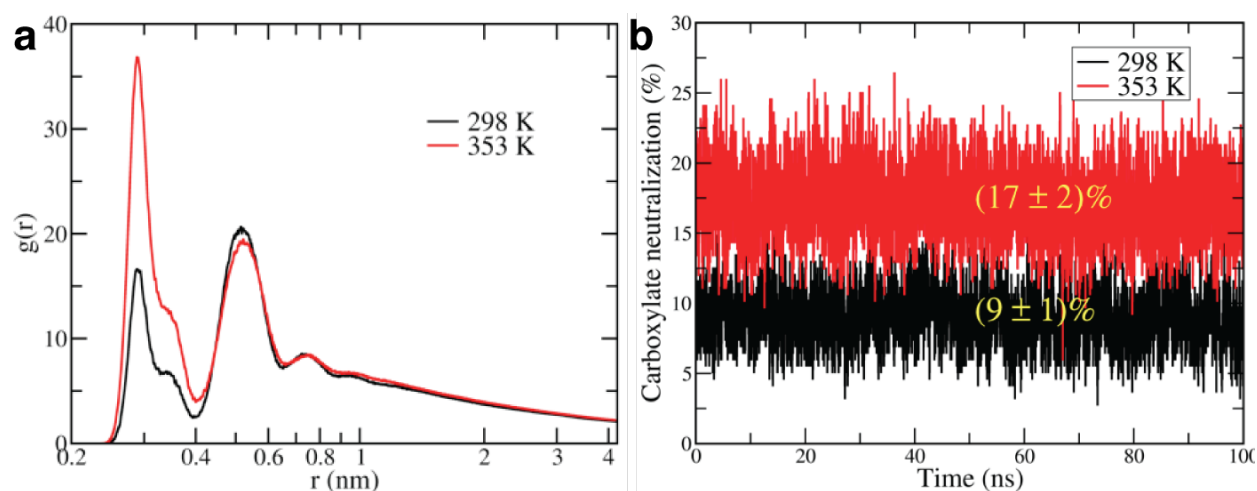 a
40
30
20
10
0
g(r)
298 K
353 K
0.2
0.4
0.6
0.8
1
2
3
4
r (nm)
b
30
25
20
15
10
5
0
Carboxylate neutralization (%)
298 K
353 K
(17 ± 2)%
(9 ± 1)%
0
20
40
60
80
100
Time (ns)